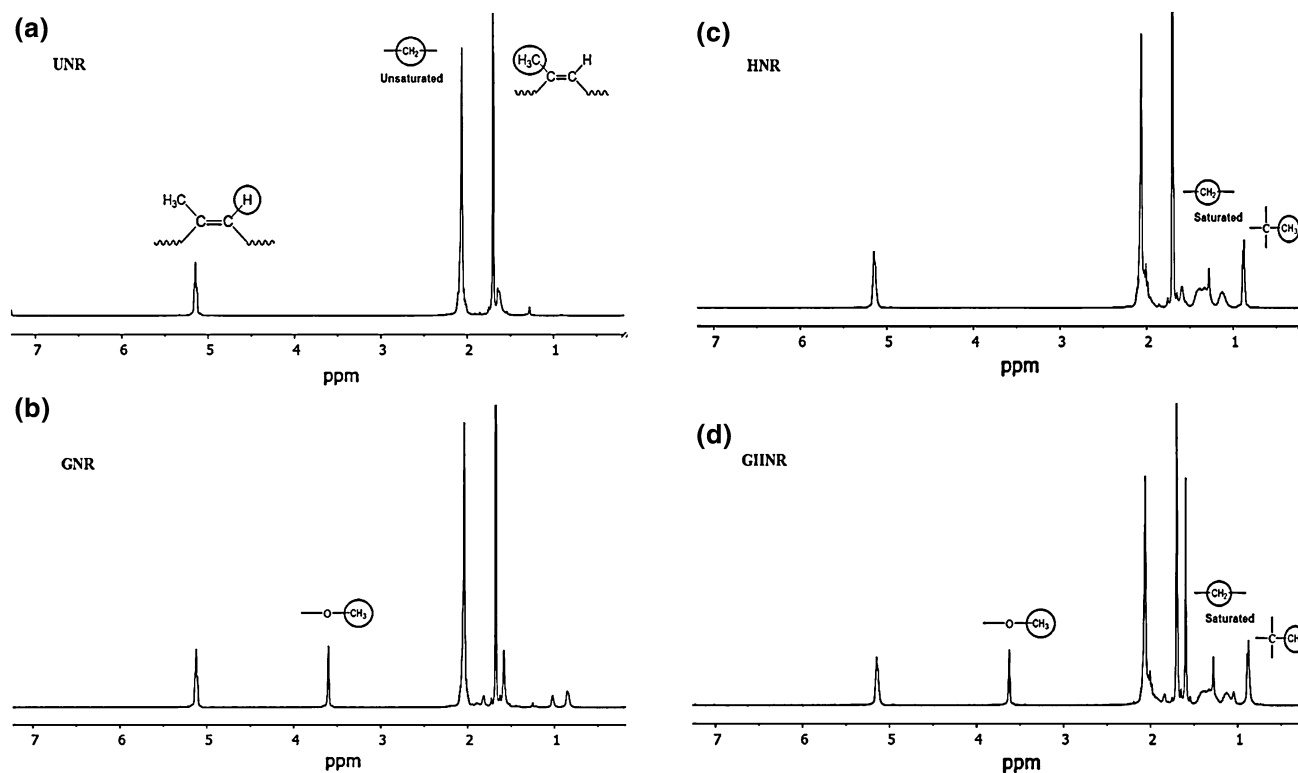 (a)
UNR
CH₂
Unsaturated
H₃C
H
C
C
H₃C
H
C
C
7
6
5
4
3
2
1
ppm
(b)
GNR
O
CH₃
7
6
5
4
3
2
1
ppm
(c)
HNR
CH₂
Saturated
C
CH₃
7
6
5
4
3
2
1
ppm
(d)
GIINR
O
CH₃
CH₂
Saturated
C
7
6
5
4
3
2
1
ppm